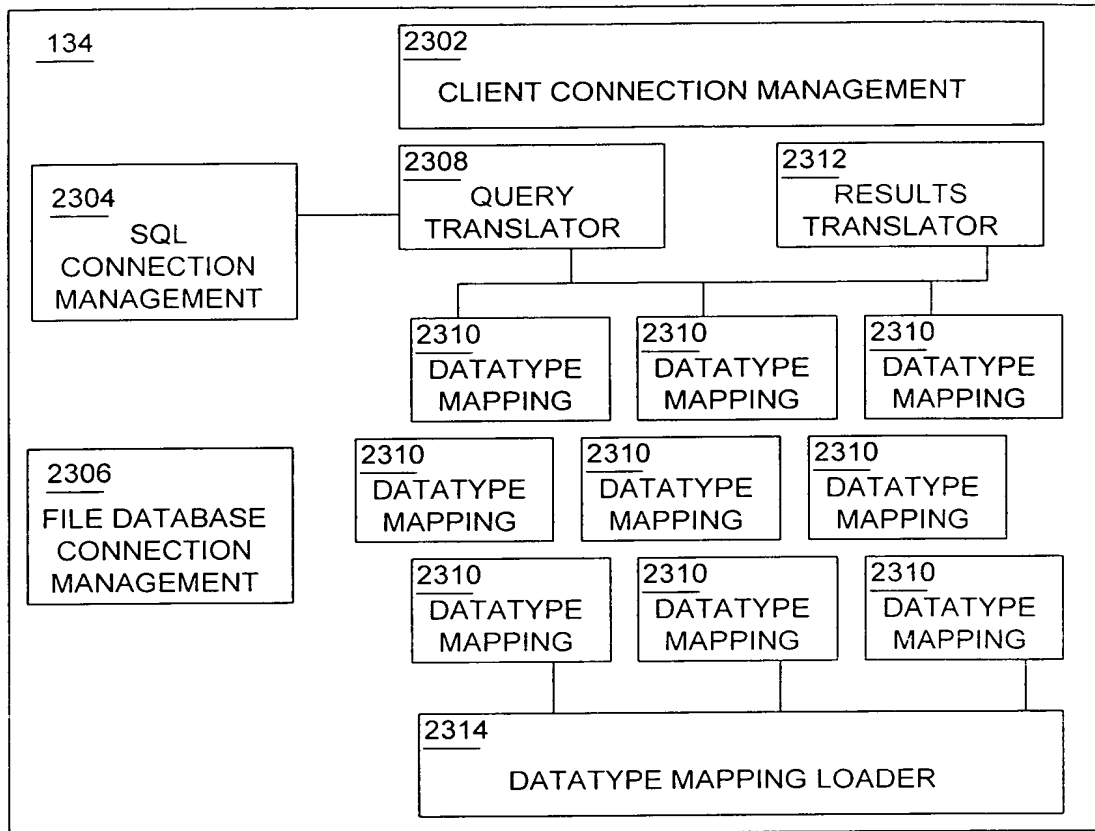 134
2302
CLIENT CONNECTION MANAGEMENT
2304
SQL
CONNECTION
MANAGEMENT
2308
QUERY
TRANSLATOR
2312
RESULTS
TRANSLATOR
2310
DATATYPE
MAPPING
2310
DATATYPE
MAPPING
2310
DATATYPE
MAPPING
2306
FILE DATABASE
CONNECTION
MANAGEMENT
2310
DATATYPE
MAPPING
2310
DATATYPE
MAPPING
2310
DATATYPE
MAPPING
2310
DATATYPE
MAPPING
2310
DATATYPE
MAPPING
2310
DATATYPE
MAPPING
2314
DATATYPE MAPPING LOADER